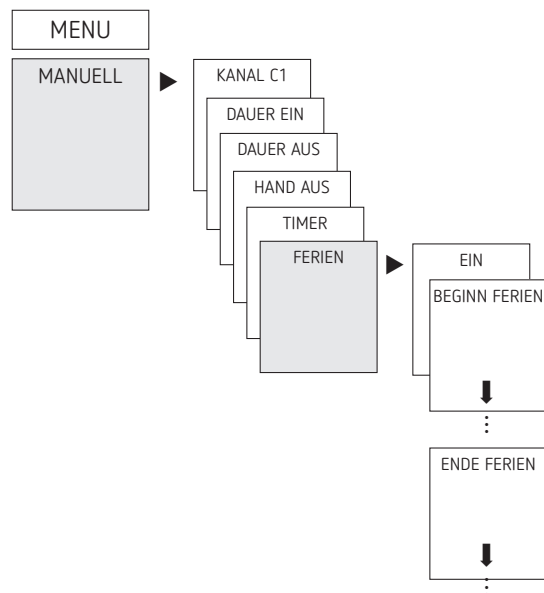 MENU
MANUELL
KANAL C1
DAUER EIN
DAUER AUS
HAND AUS
TIMER
FERIEN
EIN
BEGINN FERIEN
ENDE FERIEN